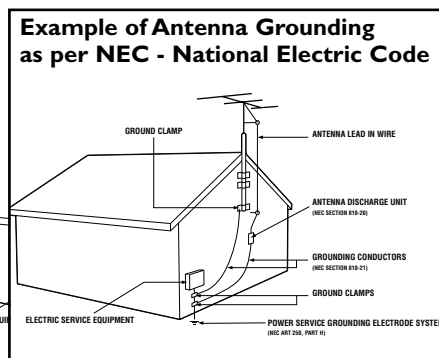 Example of Antenna Grounding
as per NEC - National Electric Code
GROUND CLAMP
ANTENNA LEAD IN WIRE
ANTENNA DISCHARGE UNIT
(NEC SECTION 810-20)
GROUNDING CONDUCTORS
(NEC SECTION 810-21)
GROUND CLAMPS
ELECTRIC SERVICE EQUIPMENT
POWER SERVICE GROUNDING ELECTRODE SYSTEM
(NEC ART 250, PART H)